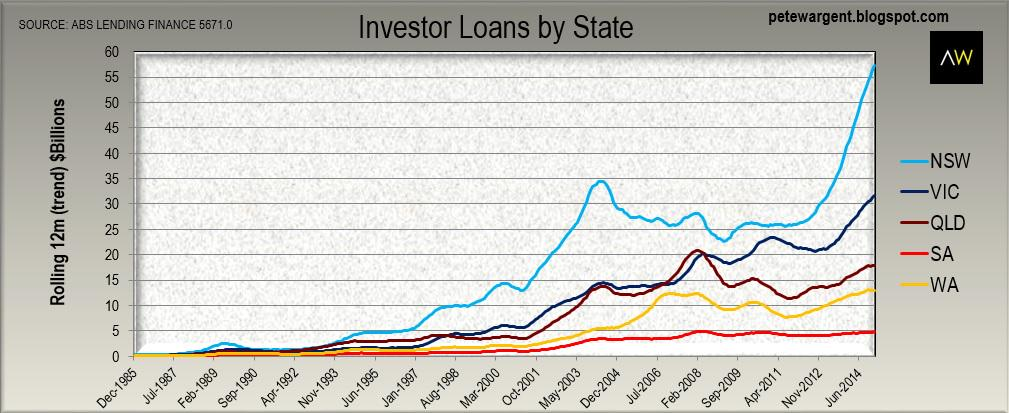 SOURCE: ABS LENDING FINANCE 5671.0
Investor Loans by State
petewargent.blogspot.com
AW
Rolling 12m (trend) $Billions
60
55
50
45
40
35
30
25
20
15
10
5
0
Dec-1985
Jul-1987
Feb-1989
Sep-1990
Apr-1992
Nov-1993
Jun-1995
Jan-1997
Aug-1998
Mar-2000
Oct-2001
May-2003
Dec-2004
Jul-2006
Feb-2008
Sep-2009
Apr-2011
Nov-2012
Jun-2014
NSW
VIC
QLD
SA
WA